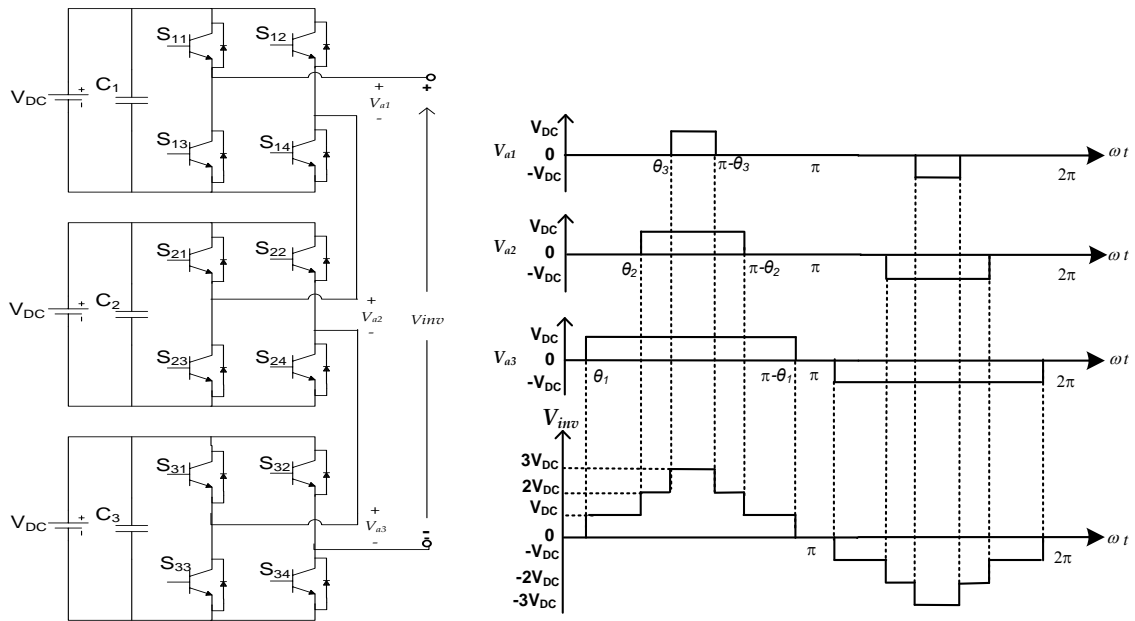 S11
S12
VDC
+
-
C1
+
Va1
-
+
S13
S14
S21
S22
VDC
+
-
C2
+
Va2
-
Vinv
S23
S24
S31
S32
VDC
+
-
C3
+
Va3
-
-
S33
S34
VDC
Va1 0
-VDC
θ3
π-θ3
π
2π
ωt
VDC
Va2 0
-VDC
θ2
π-θ2
π
2π
ωt
VDC
Va3 0
-VDC
θ1
π-θ1
π
2π
ωt
Vinv
3VDC
2VDC
VDC
0
-VDC
-2VDC
-3VDC
π
2π
ωt